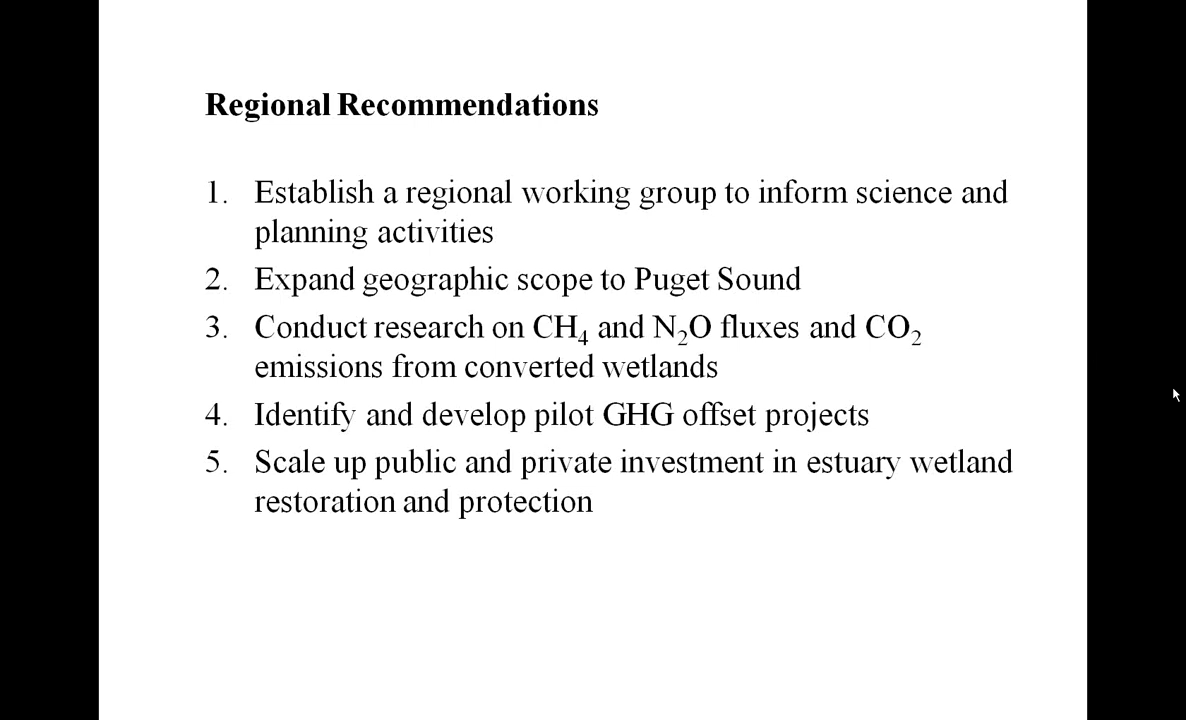 Regional Recommendations
1. Establish a regional working group to inform science and
planning activities
2. Expand geographic scope to Puget Sound
3. Conduct research on CH₄ and N₂O fluxes and CO₂
emissions from converted wetlands
4. Identify and develop pilot GHG offset projects
5. Scale up public and private investment in estuary wetland
restoration and protection